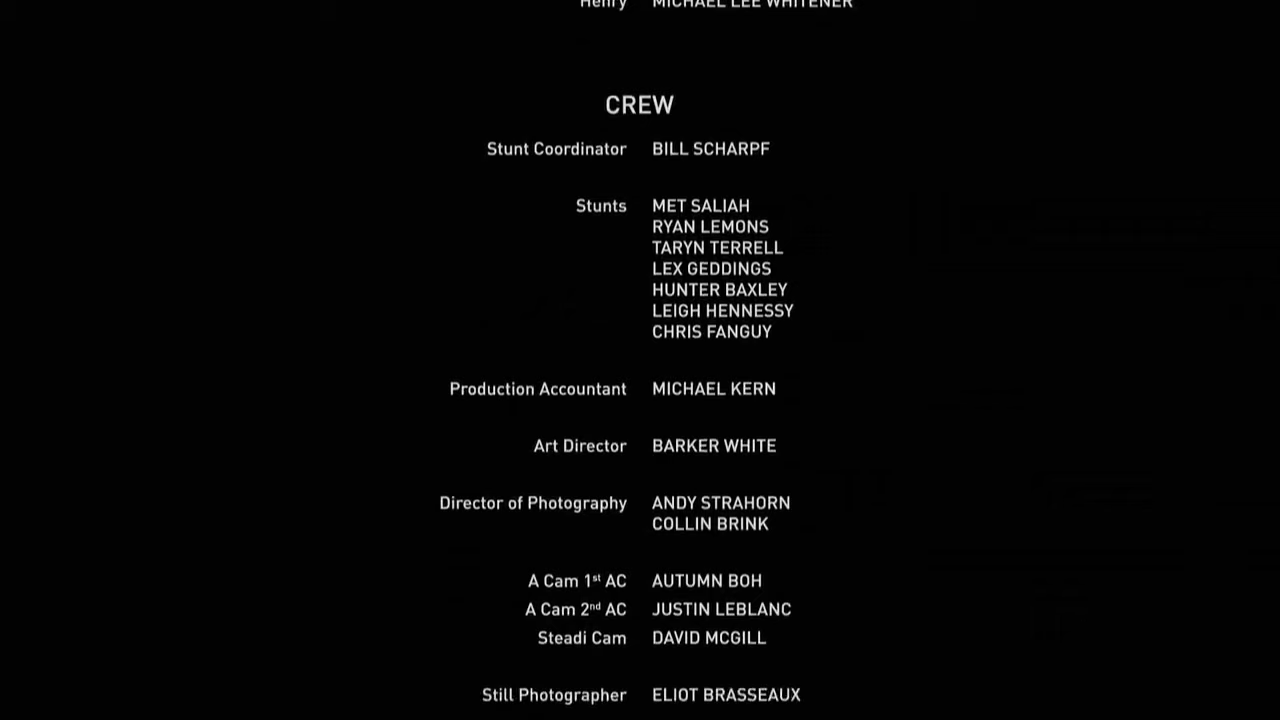 Henry MICHAEL LEE WHITENER
CREW
Stunt Coordinator BILL SCHARPF
Stunts MET SALIAH
RYAN LEMONS
TARYN TERRELL
LEX GEDDINGS
HUNTER BAXLEY
LEIGH HENNESSY
CHRIS FANGUY
Production Accountant MICHAEL KERN
Art Director BARKER WHITE
Director of Photography ANDY STRAHORN
COLLIN BRINK
A Cam 1st AC AUTUMN BOH
A Cam 2nd AC JUSTIN LEBLANC
Steadi Cam DAVID MCGILL
Still Photographer ELIOT BRASSEAUX